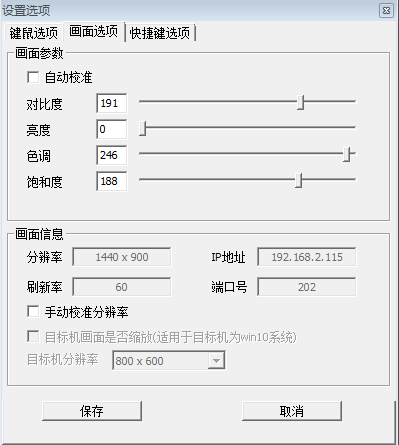 设置选项
键鼠选项 画面选项 快捷键选项
画面参数
自动校准
对比度 191
亮度 0
色调 246
饱和度 188
画面信息
分辨率 1440 x 900 IP地址 192.168.2.115
刷新率 60 端口号 202
手动校准分辨率
目标机画面是否缩放(适用于目标机为win10系统)
目标机分辨率 800 x 600
保存 取消